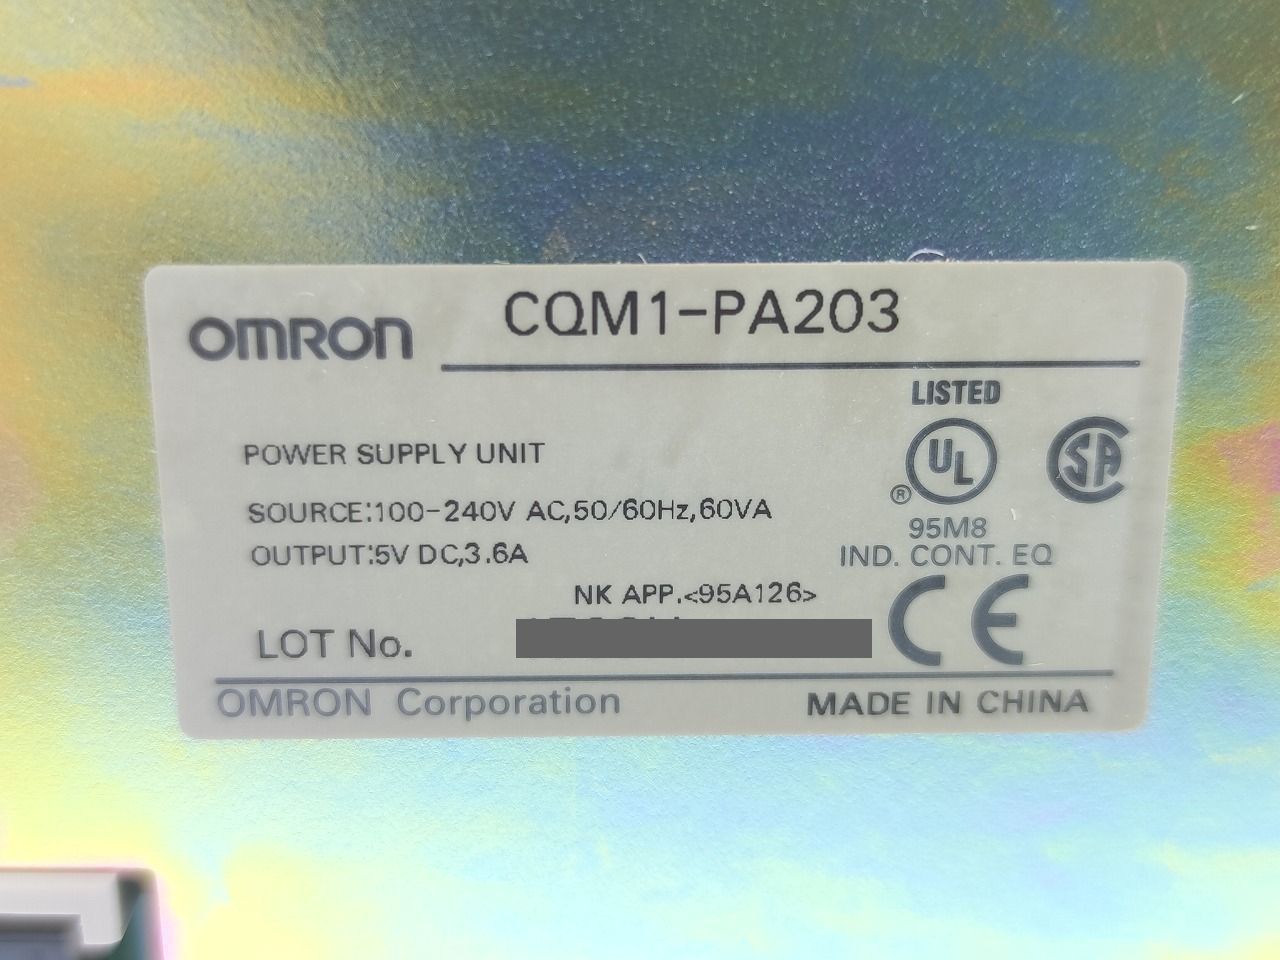 OMRON
CQM1-PA203
LISTED
UL
SA
®
95M8
IND. CONT. EQ
POWER SUPPLY UNIT
SOURCE:100-240V AC,50/60Hz,60VA
OUTPUT:5V DC,3.6A
NK APP.<95A126>
CE
LOT No.
OMRON Corporation
MADE IN CHINA